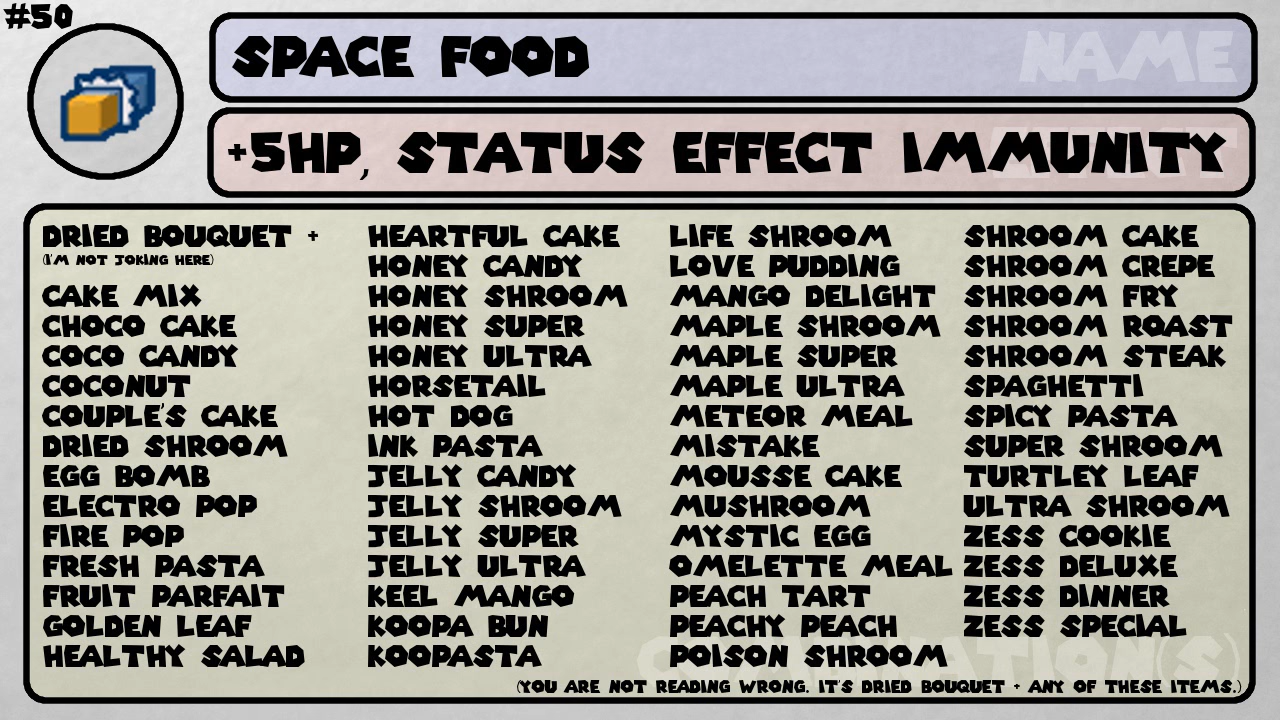 #50
SPACE FOOD
NAME
+5HP, STATUS EFFECT IMMUNITY
DRIED BOUQUET +
(I'M NOT JOKING HERE)
CAKE MIX
CHOCO CAKE
COCO CANDY
COCONUT
COUPLE'S CAKE
DRIED SHROOM
EGG BOMB
ELECTRO POP
FIRE POP
FRESH PASTA
FRUIT PARFAIT
GOLDEN LEAF
HEALTHY SALAD
HEARTFUL CAKE
HONEY CANDY
HONEY SHROOM
HONEY SUPER
HONEY ULTRA
HORSETAIL
HOT DOG
INK PASTA
JELLY CANDY
JELLY SHROOM
JELLY SUPER
JELLY ULTRA
KEEL MANGO
KOOPA BUN
KOOPASTA
LIFE SHROOM
LOVE PUDDING
MANGO DELIGHT
MAPLE SHROOM
MAPLE SUPER
MAPLE ULTRA
METEOR MEAL
MISTAKE
MOUSSE CAKE
MUSHROOM
MYSTIC EGG
OMELETTE MEAL
PEACH TART
PEACHY PEACH
POISON SHROOM
SHROOM CAKE
SHROOM CREPE
SHROOM FRY
SHROOM ROAST
SHROOM STEAK
SPAGHETTI
SPICY PASTA
SUPER SHROOM
TURTLEY LEAF
ULTRA SHROOM
ZESS COOKIE
ZESS DELUXE
ZESS DINNER
ZESS SPECIAL
COMBINATION(S)
(YOU ARE NOT READING WRONG. IT'S DRIED BOUQUET + ANY OF THESE ITEMS.)